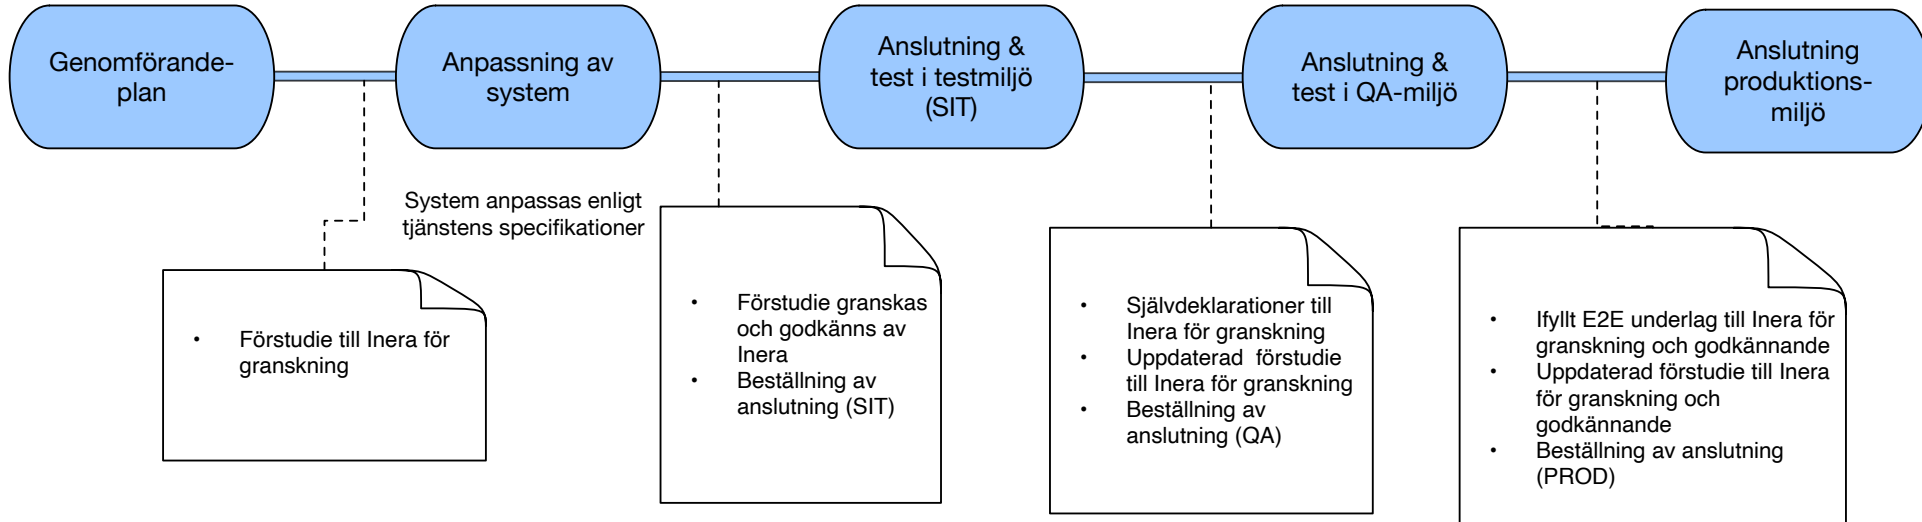 Genomförande-
plan
Anpassning av
system
Anslutning &
test i testmiljö
(SIT)
Anslutning &
test i QA-miljö
Anslutning
produktions-
miljö
System anpassas enligt
tjänstens specifikationer
• Förstudie till Inera för
granskning
• Förstudie granskas
och godkänns av
Inera
• Beställning av
anslutning (SIT)
• Självdeklarationer till
Inera för granskning
• Uppdaterad förstudie
till Inera för granskning
• Beställning av
anslutning (QA)
• Ifyllt E2E underlag till Inera för
granskning och godkännande
• Uppdaterad förstudie till Inera
för granskning och
godkännande
• Beställning av anslutning
(PROD)